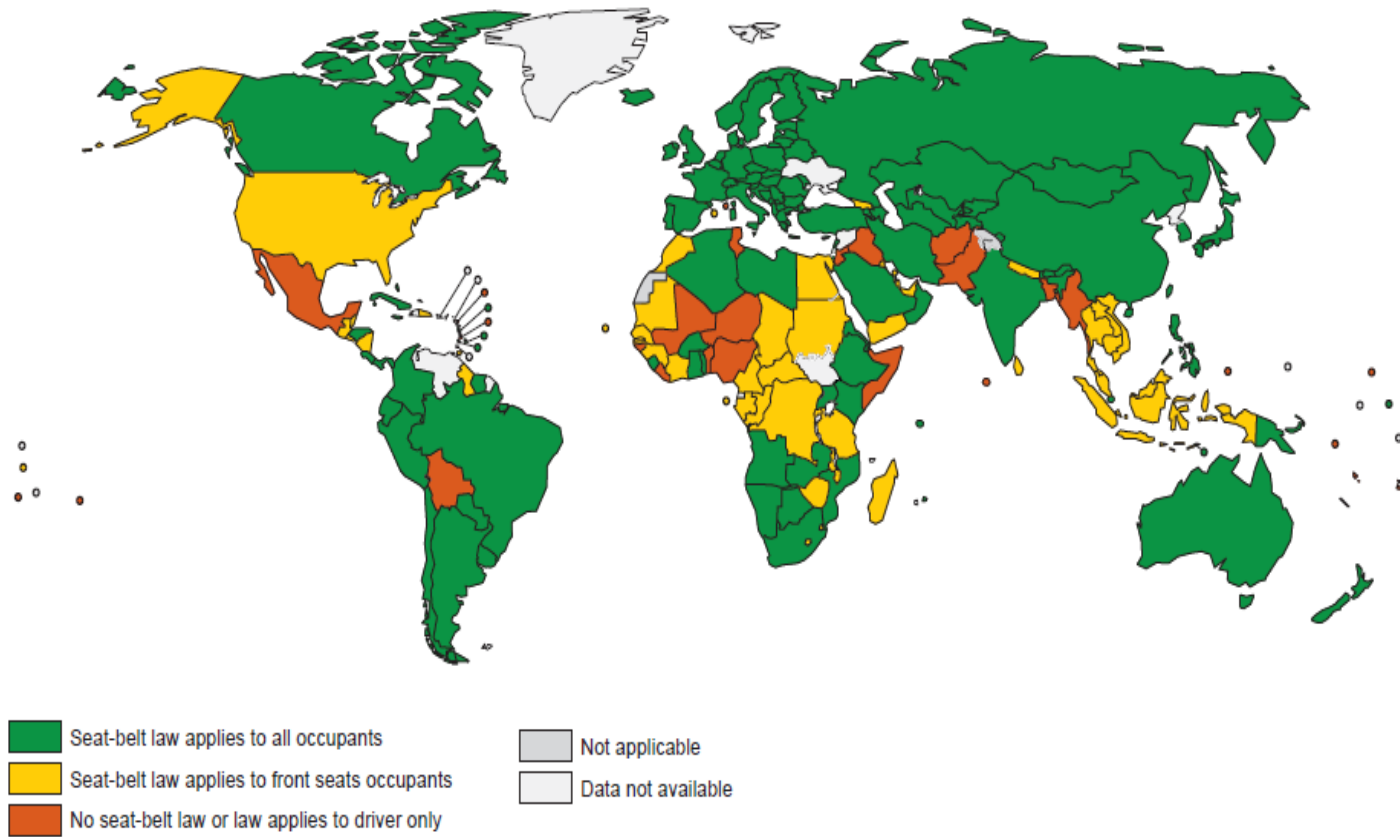 Seat-belt law applies to all occupants
Seat-belt law applies to front seats occupants
No seat-belt law or law applies to driver only
Not applicable
Data not available